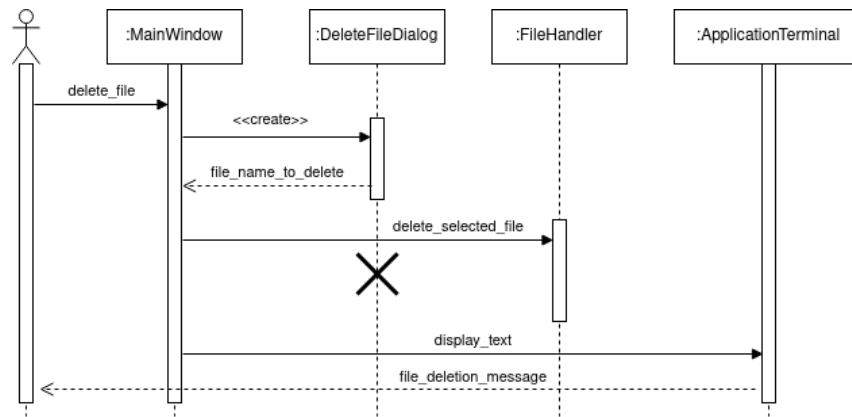 :MainWindow
:DeleteFileDialog
:FileHandler
:ApplicationTerminal
delete_file
<<create>>
file_name_to_delete
delete_selected_file
display_text
file_deletion_message